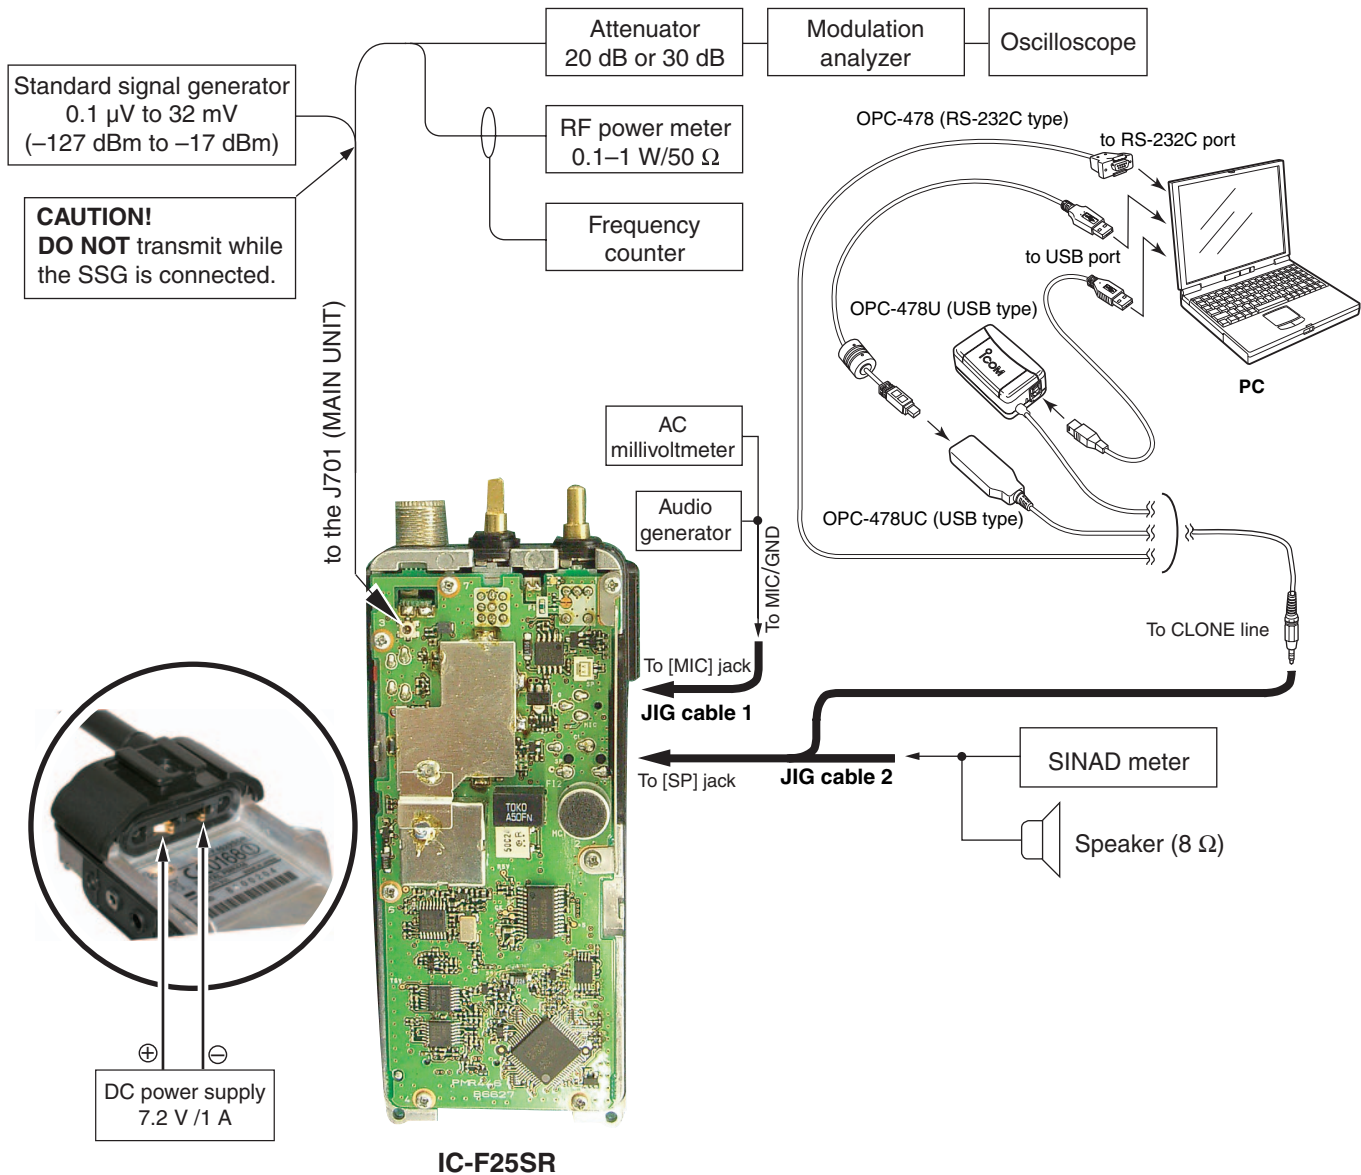 Attenuator
20 dB or 30 dB
Modulation
analyzer
Oscilloscope
Standard signal generator
0.1 µV to 32 mV
(–127 dBm to –17 dBm)
RF power meter
0.1–1 W/50 Ω
Frequency
counter
CAUTION!
DO NOT transmit while
the SSG is connected.
to the J701 (MAIN UNIT)
OPC-478 (RS-232C type)
to RS-232C port
to USB port
OPC-478U (USB type)
ICOM
PC
OPC-478UC (USB type)
AC
millivoltmeter
Audio
generator
To MIC/GND
To CLONE line
To [MIC] jack
JIG cable 1
To [SP] jack
JIG cable 2
SINAD meter
Speaker (8 Ω)
TOKO
A50FN
PMR446
B6627
0168
DC power supply
7.2 V /1 A
IC-F25SR